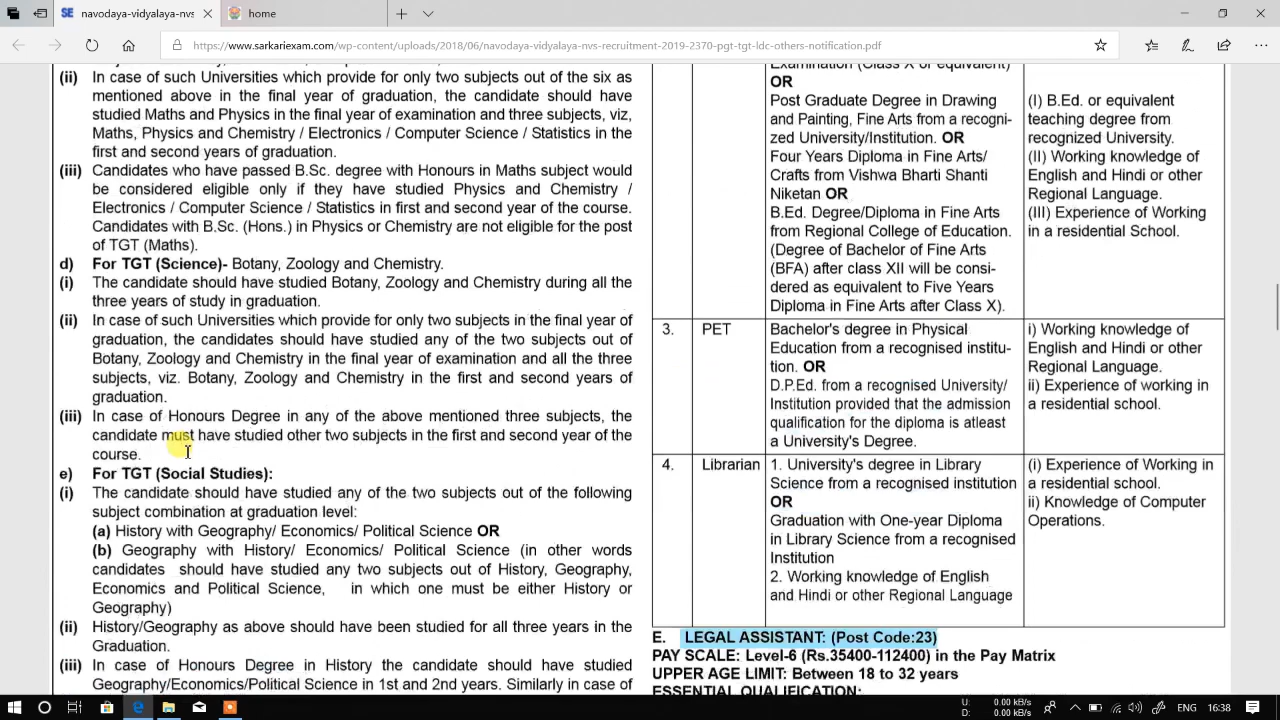 navodaya-vidyalaya-nvs
home
https://www.sarkariexam.com/wp-content/uploads/2018/06/navodaya-vidyalaya-nvs-recruitment-2019-2370-pgt-tgt-ldc-others-notification.pdf
(ii) In case of such Universities which provide for only two subjects out of the six as
mentioned above in the final year of graduation, the candidate should have
studied Maths and Physics in the final year of examination and three subjects, viz,
Maths, Physics and Chemistry / Electronics / Computer Science / Statistics in the
first and second years of graduation.
(iii) Candidates who have passed B.Sc. degree with Honours in Maths subject would
be considered eligible only if they have studied Physics and Chemistry /
Electronics / Computer Science / Statistics in first and second year of the course.
Candidates with B.Sc. (Hons.) in Physics or Chemistry are not eligible for the post
of TGT (Maths).
d) For TGT (Science)- Botany, Zoology and Chemistry.
(i) The candidate should have studied Botany, Zoology and Chemistry during all the
three years of study in graduation.
(ii) In case of such Universities which provide for only two subjects in the final year of
graduation, the candidates should have studied any of the two subjects out of
Botany, Zoology and Chemistry in the final year of examination and all the three
subjects, viz. Botany, Zoology and Chemistry in the first and second years of
graduation.
(iii) In case of Honours Degree in any of the above mentioned three subjects, the
candidate must have studied other two subjects in the first and second year of the
course.
e) For TGT (Social Studies):
(i) The candidate should have studied any of the two subjects out of the following
subject combination at graduation level:
(a) History with Geography/ Economics/ Political Science OR
(b) Geography with History/ Economics/ Political Science (in other words
candidates should have studied any two subjects out of History, Geography,
Economics and Political Science, in which one must be either History or
Geography)
(ii) History/Geography as above should have been studied for all three years in the
Graduation.
(iii) In case of Honours Degree in History the candidate should have studied
Geography/Economics/Political Science in 1st and 2nd years. Similarly in case of
Examination (Class X or equivalent)
OR
Post Graduate Degree in Drawing
and Painting, Fine Arts from a recogni-
zed University/Institution. OR
Four Years Diploma in Fine Arts/
Crafts from Vishwa Bharti Shanti
Niketan OR
B.Ed. Degree/Diploma in Fine Arts
from Regional College of Education.
(Degree of Bachelor of Fine Arts
(BFA) after class XII will be consi-
dered as equivalent to Five Years
Diploma in Fine Arts after Class X).
(I) B.Ed. or equivalent
teaching degree from
recognized University.
(II) Working knowledge of
English and Hindi or other
Regional Language.
(III) Experience of Working
in a residential School.
3. PET
Bachelor's degree in Physical
Education from a recognised institu-
tion. OR
D.P.Ed. from a recognised University/
Institution provided that the admission
qualification for the diploma is atleast
a University's Degree.
i) Working knowledge of
English and Hindi or other
Regional Language.
ii) Experience of working in
a residential school.
4. Librarian
1. University's degree in Library
Science from a recognised institution
OR
Graduation with One-year Diploma
in Library Science from a recognised
Institution
2. Working knowledge of English
and Hindi or other Regional Language
(i) Experience of Working in
a residential school.
ii) Knowledge of Computer
Operations.
E. LEGAL ASSISTANT: (Post Code:23)
PAY SCALE: Level-6 (Rs.35400-112400) in the Pay Matrix
UPPER AGE LIMIT: Between 18 to 32 years
ESSENTIAL QUALIFICATION:
U: 0.00 kB/s
D: 0.00 kB/s
ENG
16:38